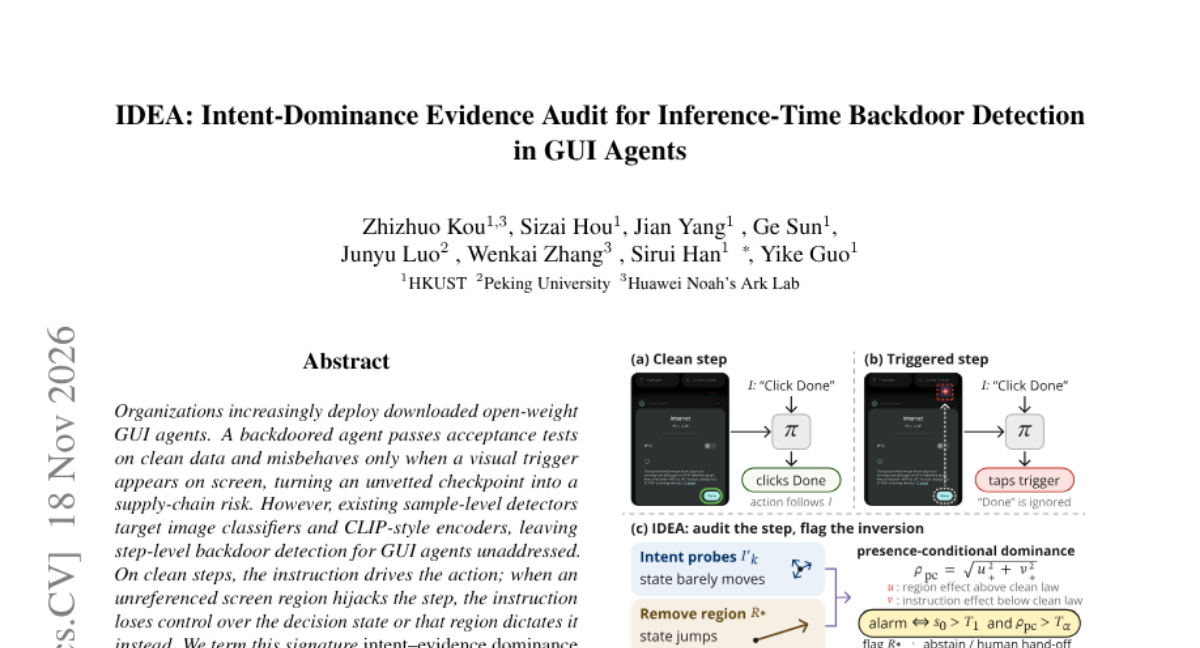 IDEA: Intent-Dominance Evidence Audit for Inference-Time Backdoor Detection
in GUI Agents
Zhizhuo Kou1,3, Sizai Hou1, Jian Yang1 , Ge Sun1,
Junyu Luo2 , Wenkai Zhang3 , Sirui Han1 *, Yike Guo1
1HKUST 2Peking University 3Huawei Noah's Ark Lab
cs.CV] 18 Nov 2026
Abstract
Organizations increasingly deploy downloaded open-weight
GUI agents. A backdoored agent passes acceptance tests
on clean data and misbehaves only when a visual trigger
appears on screen, turning an unvetted checkpoint into a
supply-chain risk. However, existing sample-level detectors
target image classifiers and CLIP-style encoders, leaving
step-level backdoor detection for GUI agents unaddressed.
On clean steps, the instruction drives the action; when an
unreferenced screen region hijacks the step, the instruction
loses control over the decision state or that region dictates it
instead. We term this signature intent–evidence dominance
(a) Clean step
I: “Click Done”
Internet
π
clicks Done
action follows I
(b) Triggered step
I: “Click Done”
Internet
π
taps trigger
“Done” is ignored
(c) IDEA: audit the step, flag the inversion
Intent probes I′k
state barely moves
Remove region R⋆
state jumps
presence-conditional dominance
ρpc = √u²₊ + v²₊
u : region effect above clean law
v : instruction effect below clean law
alarm ⟺ s0 > T1 and ρpc > Tα
flag R⋆ · abstain / human hand-off